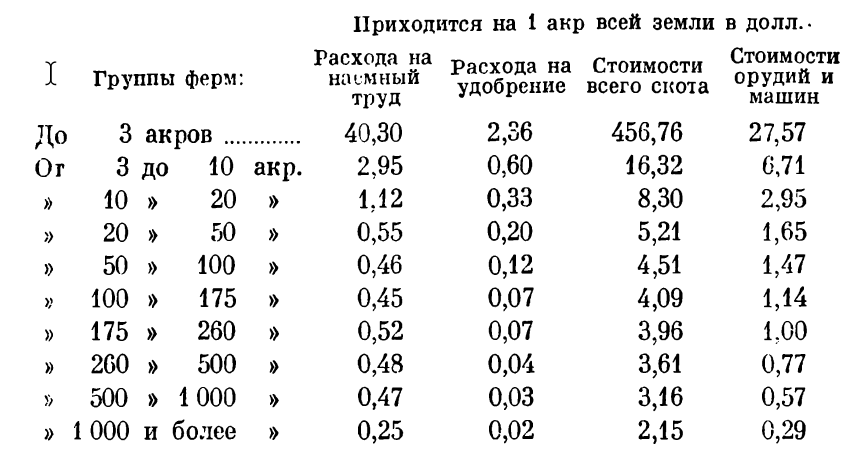 Приходится на 1 акр всей земли в долл.
Группы ферм: Расхода на наемный труд Расхода на удобрение Стоимости всего скота Стоимости орудий и машин
До 3 акров ............. 40,30 2,36 456,76 27,57
От 3 до 10 акр. 2,95 0,60 16,32 6,71
» 10 » 20 » 1,12 0,33 8,30 2,95
» 20 » 50 » 0,55 0,20 5,21 1,65
» 50 » 100 » 0,46 0,12 4,51 1,47
» 100 » 175 » 0,45 0,07 4,09 1,14
» 175 » 260 » 0,52 0,07 3,96 1,00
» 260 » 500 » 0,48 0,04 3,61 0,77
» 500 » 1 000 » 0,47 0,03 3,16 0,57
» 1 000 и более » 0,25 0,02 2,15 0,29